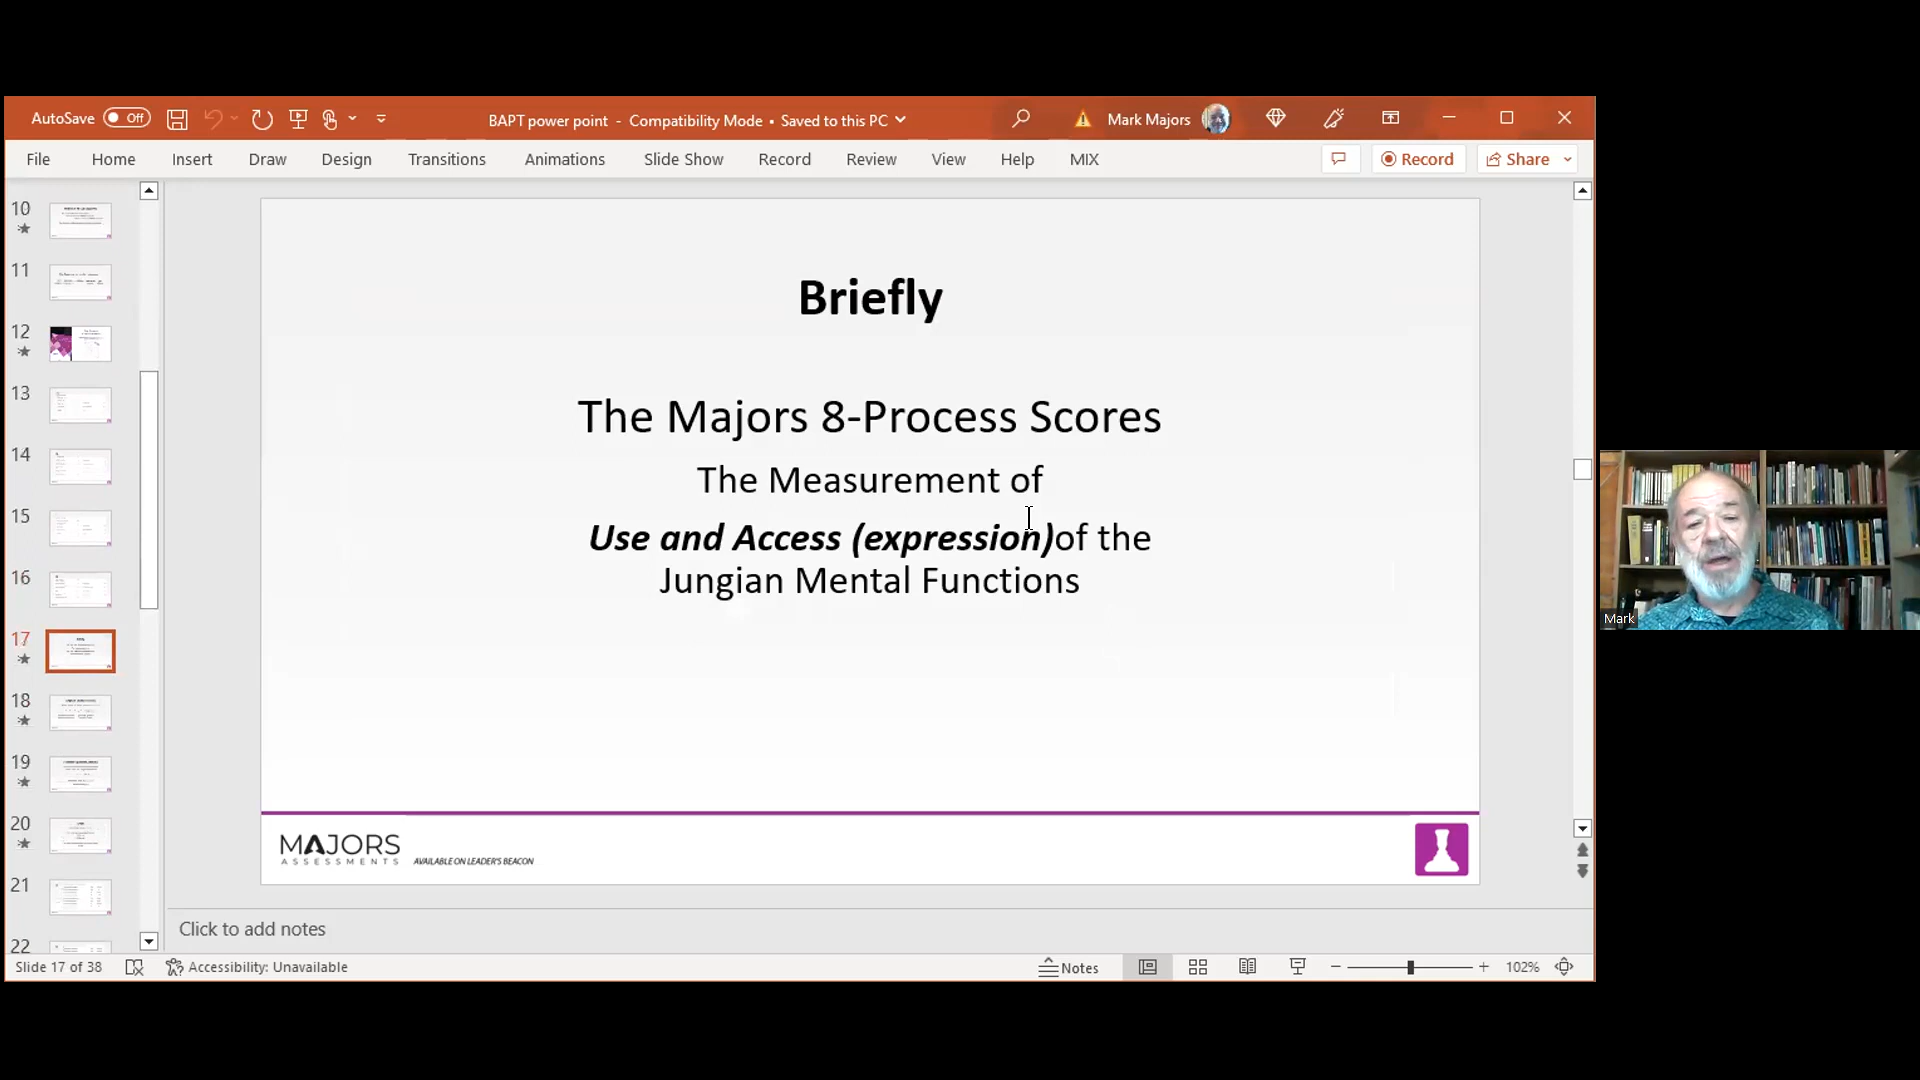 AutoSave Off
BAPT power point - Compatibility Mode • Saved to this PC
Mark Majors
File Home Insert Draw Design Transitions Animations Slide Show Record Review View Help MIX
Record Share
10
11
12
13
14
15
16
17
18
19
20
21
22
Briefly
The Majors 8-Process Scores
The Measurement of
Use and Access (expression)of the
Jungian Mental Functions
MAJORS
ASSESSMENTS AVAILABLE ON LEADER'S BEACON
Mark
Click to add notes
Slide 17 of 38 Accessibility: Unavailable Notes 102%